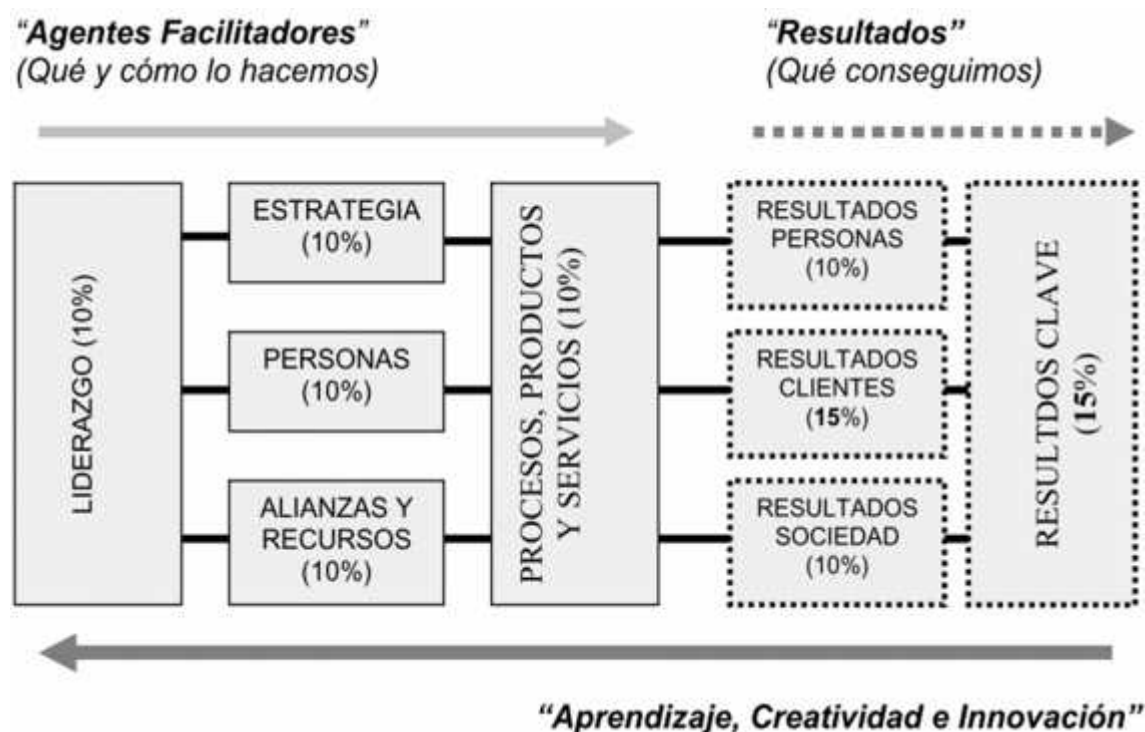 “Agentes Facilitadores”
(Qué y cómo lo hacemos)
“Resultados”
(Qué conseguimos)
LIDERAZGO (10%)
ESTRATEGIA
(10%)
PERSONAS
(10%)
ALIANZAS Y
RECURSOS
(10%)
PROCESOS, PRODUCTOS
Y SERVICIOS (10%)
RESULTADOS
PERSONAS
(10%)
RESULTADOS
CLIENTES
(15%)
RESULTADOS
SOCIEDAD
(10%)
RESULTDOS CLAVE
(15%)
“Aprendizaje, Creatividad e Innovación”